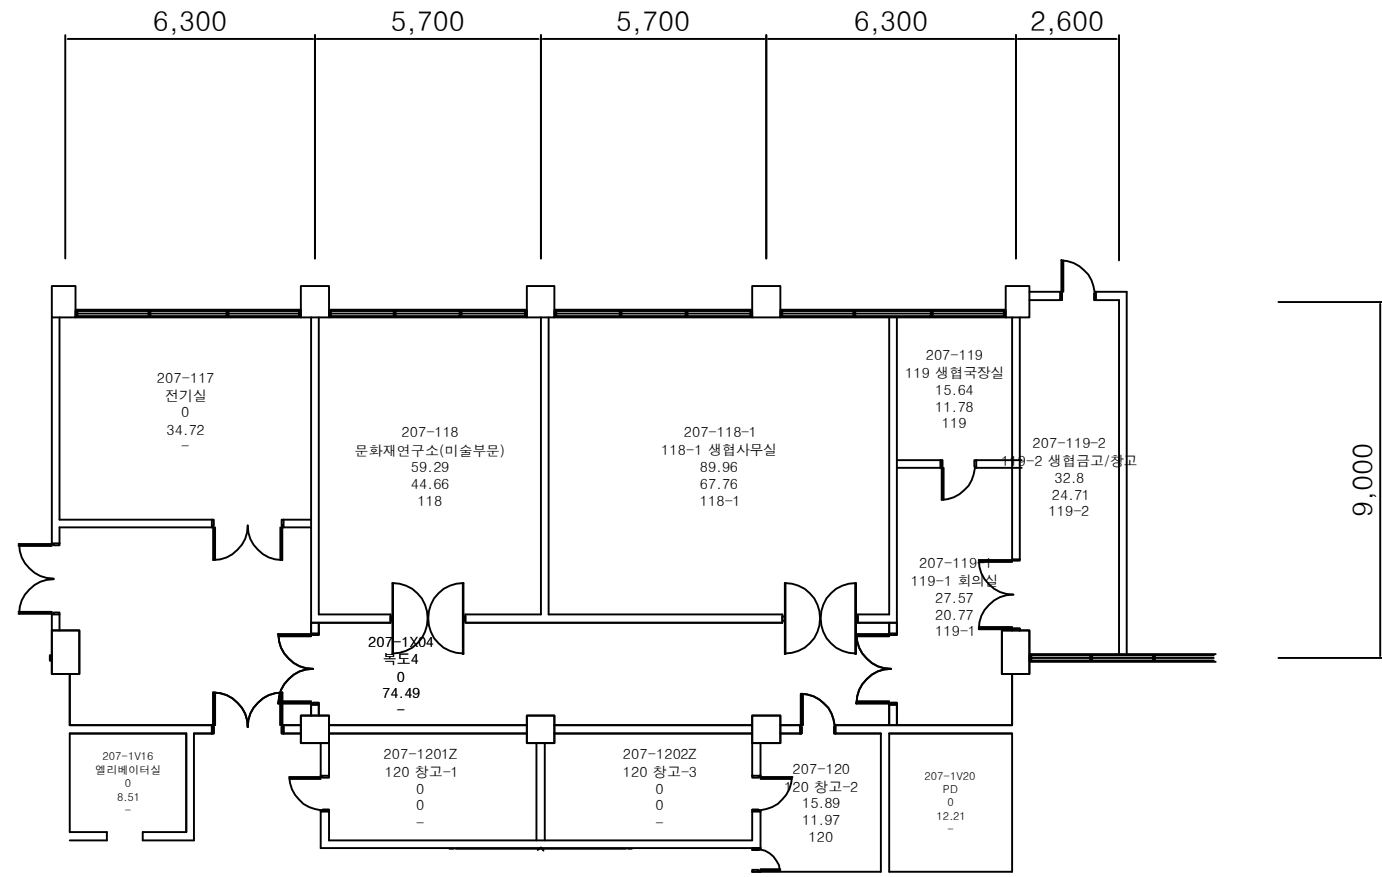 6,300
5,700
5,700
6,300
2,600
9,000
207-117
전기실
0
34.72
-
207-118
문화재연구소(미술부문)
59.29
44.66
118
207-118-1
118-1 생협사무실
89.96
67.76
118-1
207-119
119 생협국장실
15.64
11.78
119
207-119-2
119-2 생협금고/창고
32.8
24.71
119-2
207-119-1
119-1 회의실
27.57
20.77
119-1
207-1X04
복도4
0
74.49
-
207-1V16
엘리베이터실
0
8.51
-
207-1201Z
120 창고-1
0
0
-
207-1202Z
120 창고-3
0
0
-
207-120
120 창고-2
15.89
11.97
120
207-1V20
PD
0
12.21
-